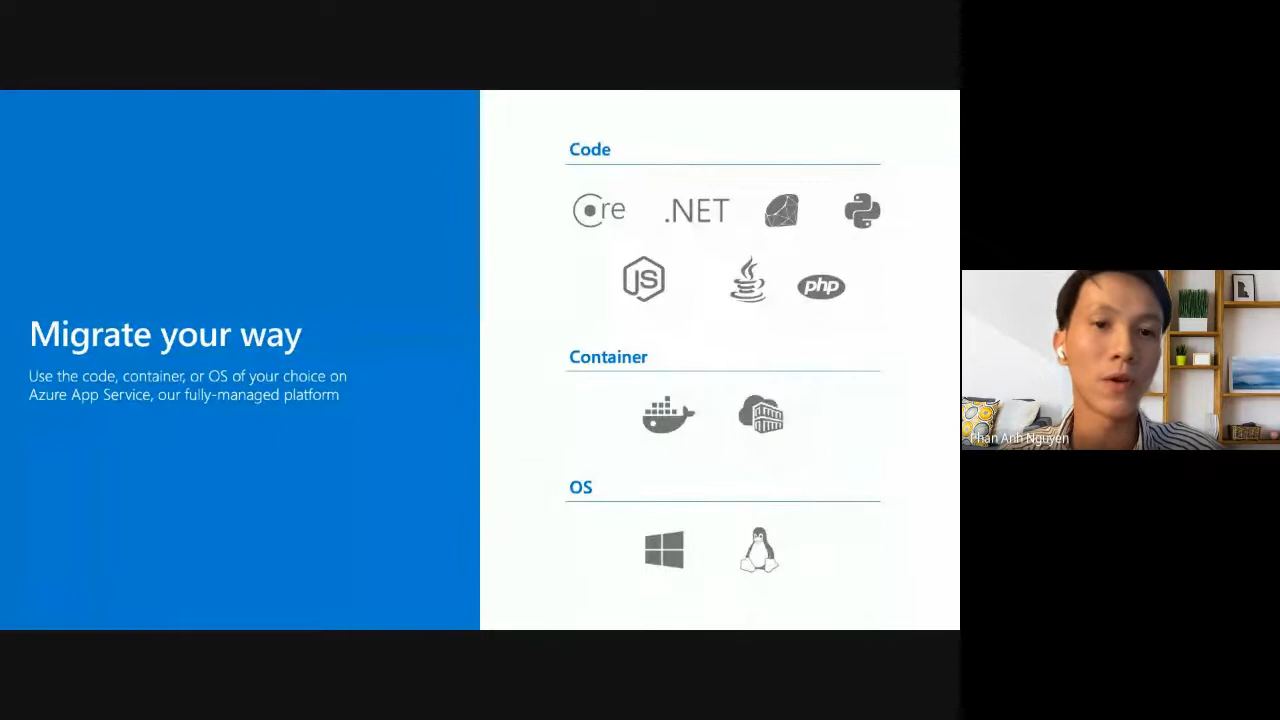 Migrate your way
Use the code, container, or OS of your choice on
Azure App Service, our fully-managed platform
Code
Core
.NET
JS
php
Container
OS
Phan Anh Nguyen